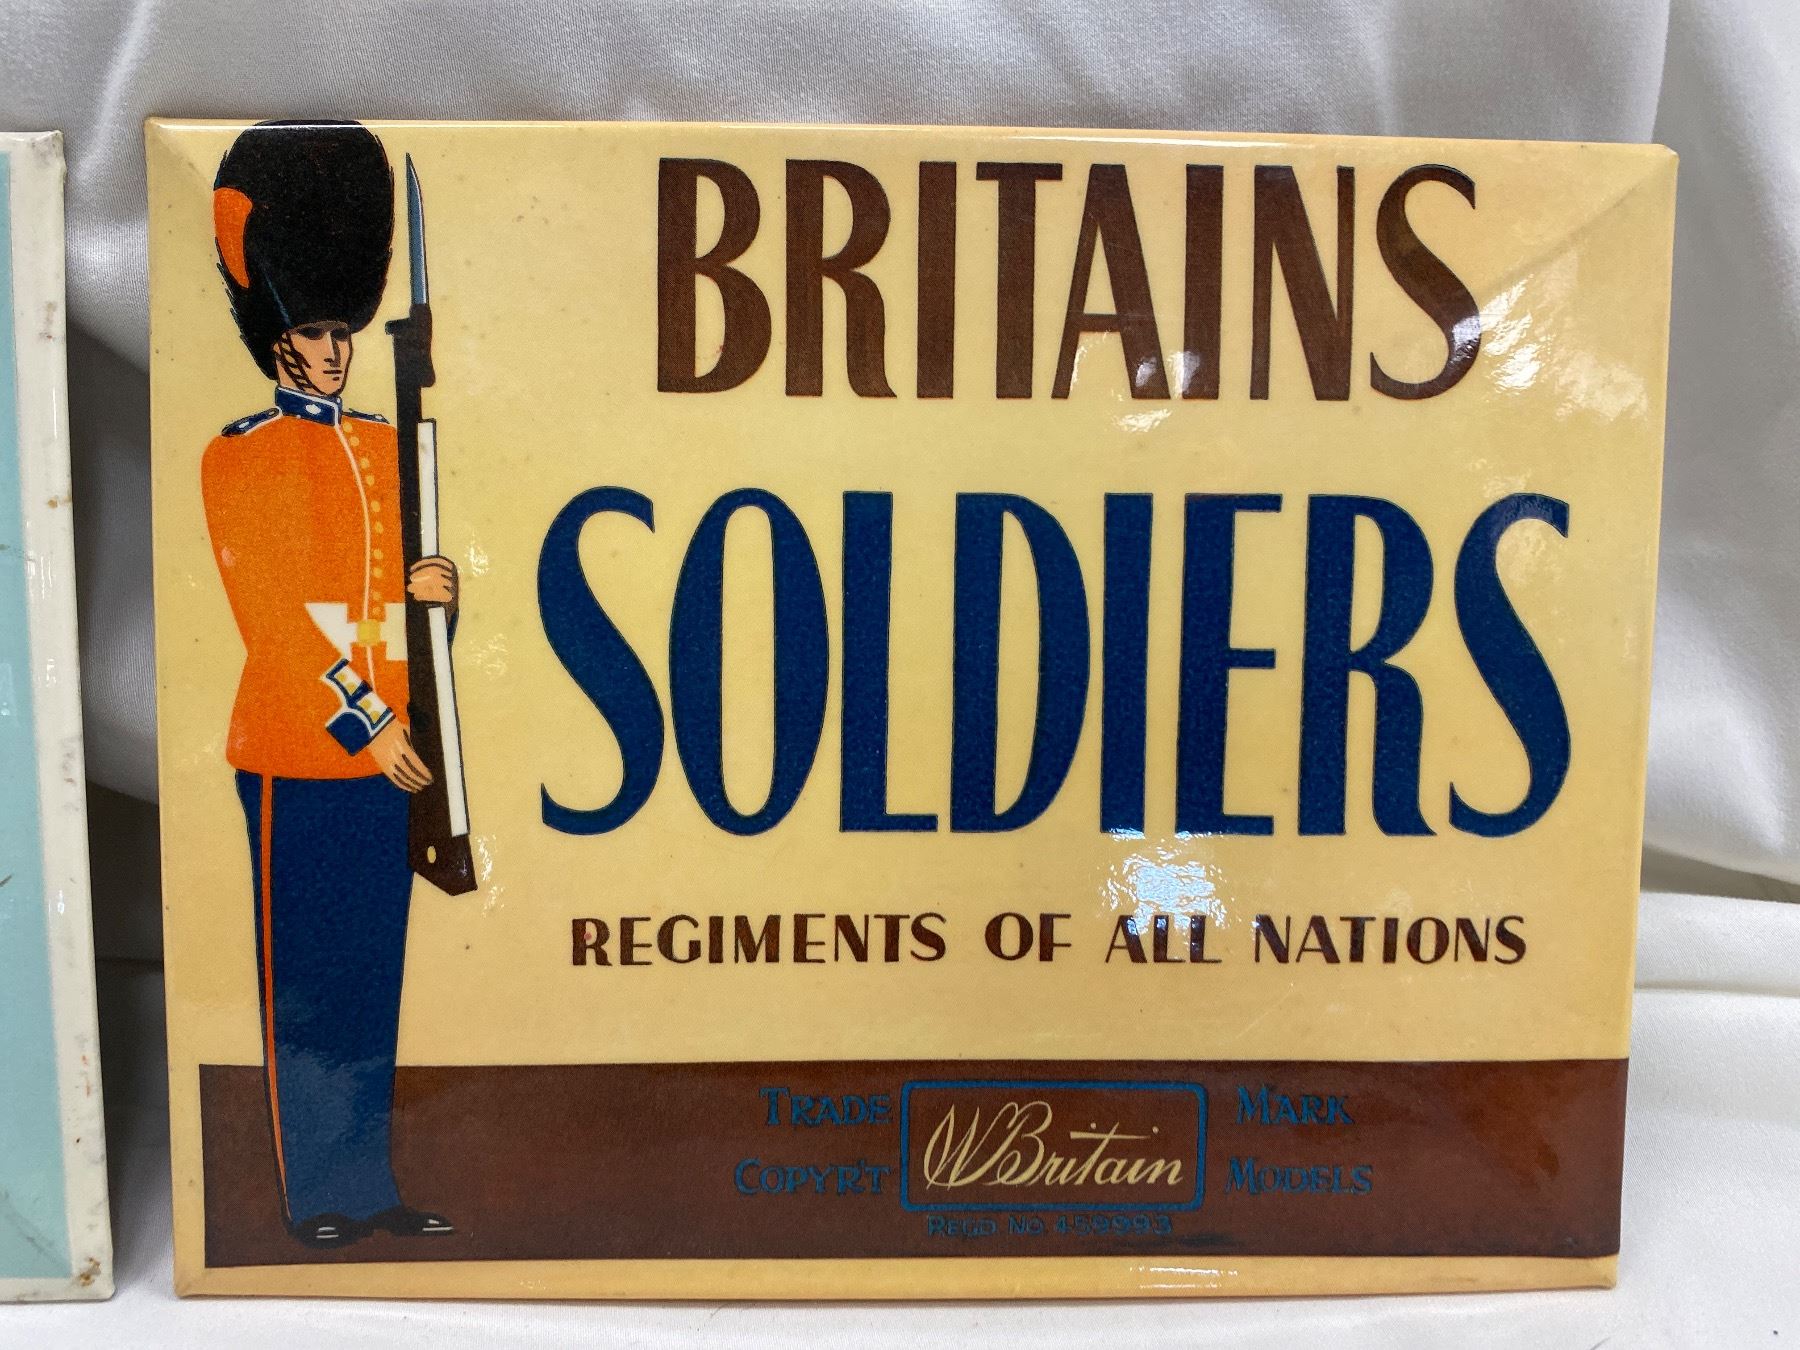 BRITAINS
SOLDIERS
REGIMENTS OF ALL NATIONS
TRADE MARK
COPYR'T W Britain MODELS
REGD. NO. 459993